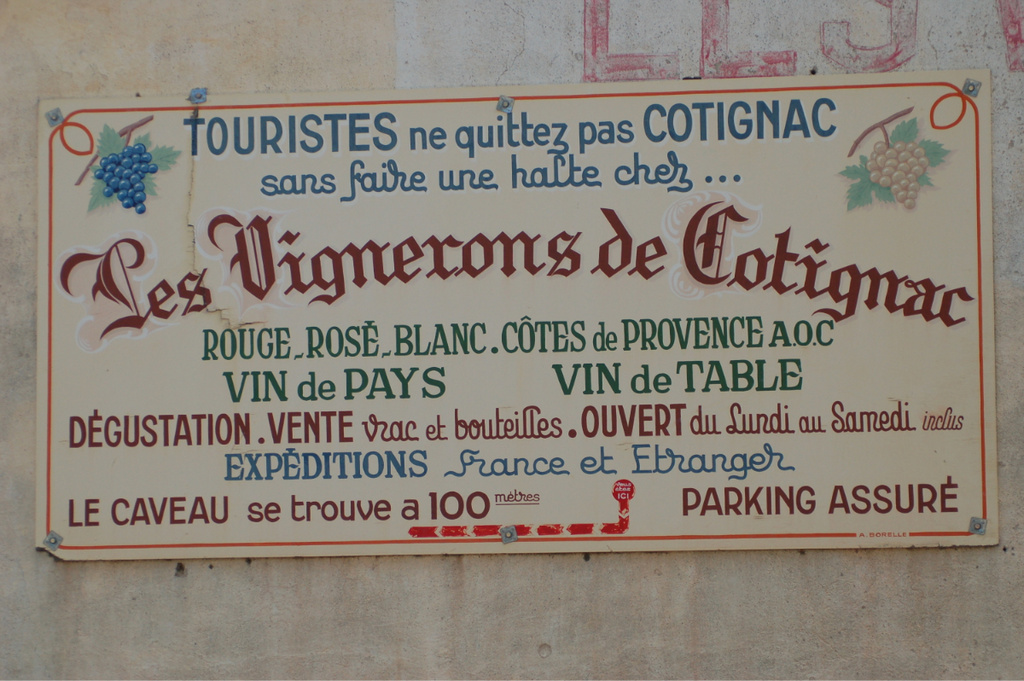 TOURISTES ne quittez pas COTIGNAC
sans faire une halte chez ...
Les Vignerons de Cotignac
ROUGE - ROSÉ - BLANC . CÔTES de PROVENCE A.O.C
VIN de PAYS VIN de TABLE
DÉGUSTATION . VENTE vrac et bouteilles . OUVERT du Lundi au Samedi inclus
EXPÉDITIONS France et Etranger
LE CAVEAU se trouve a 100 mètres
ICI
PARKING ASSURÉ
A. BORELLE